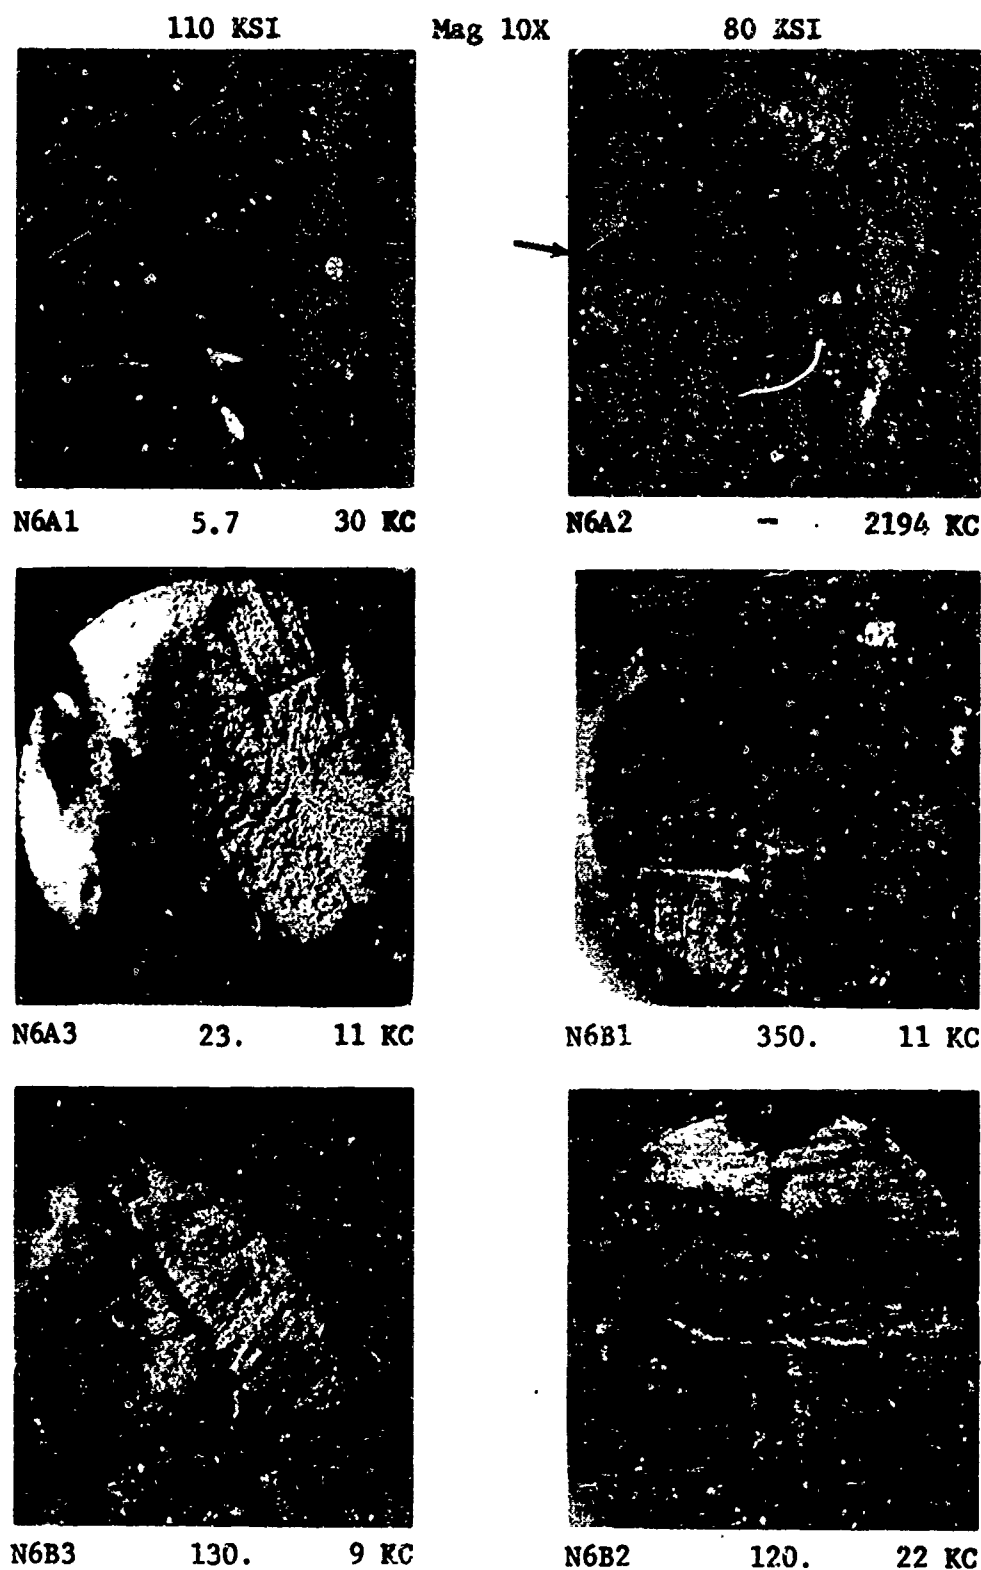 110 KSI Mag 10X 80 KSI
N6A1 5.7 30 KC N6A2 - 2194 KC
N6A3 23. 11 KC N6B1 350. 11 KC
N6B3 130. 9 KC N6B2 120. 22 KC